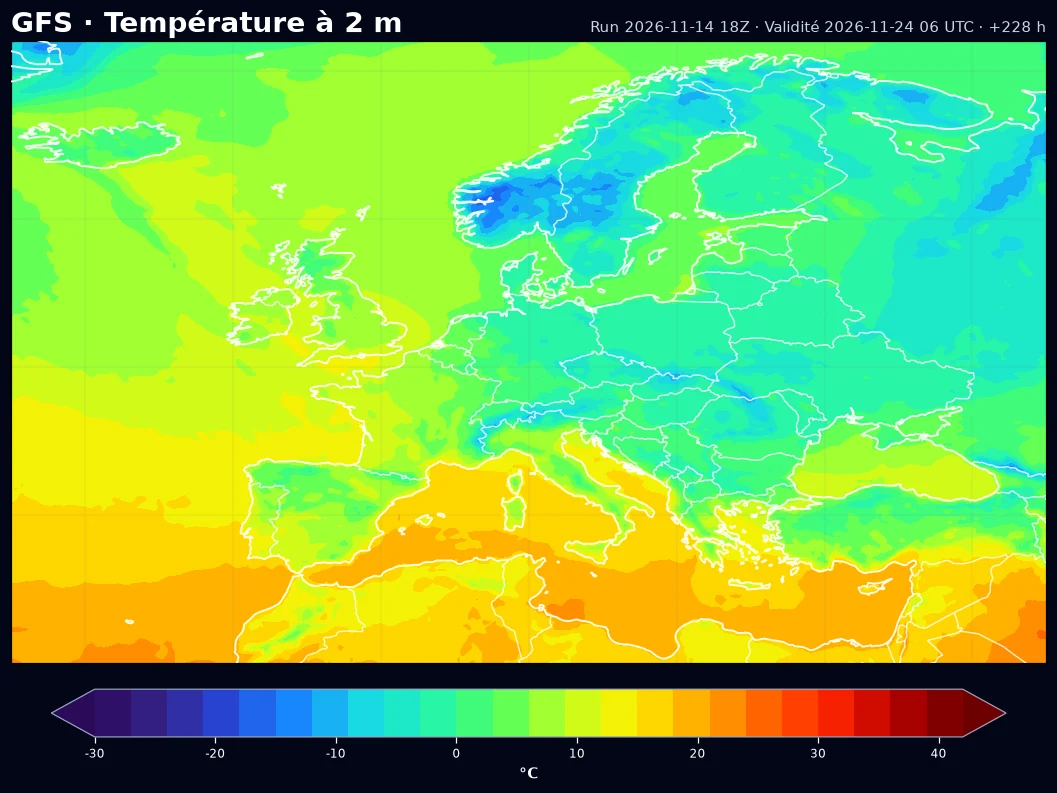 GFS · Température à 2 m
Run 2026-11-14 18Z · Validité 2026-11-24 06 UTC · +228 h
-30 -20 -10 0 10 20 30 40
°C